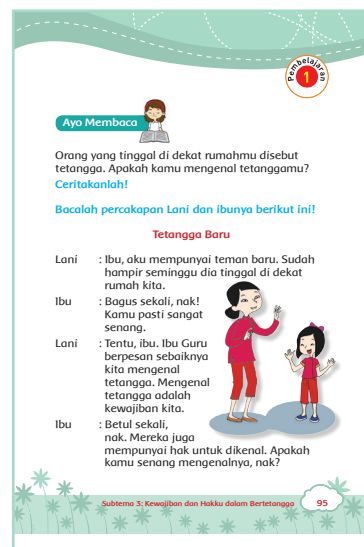 Pembelajaran
1
Ayo Membaca
Orang yang tinggal di dekat rumahmu disebut
tetangga. Apakah kamu mengenal tetanggamu?
Ceritakanlah!
Bacalah percakapan Lani dan ibunya berikut ini!
Tetangga Baru
Lani : Ibu, aku mempunyai teman baru. Sudah
hampir seminggu dia tinggal di dekat
rumah kita.
Ibu : Bagus sekali, nak!
Kamu pasti sangat
senang.
Lani : Tentu, ibu. Ibu Guru
berpesan sebaiknya
kita mengenal
tetangga. Mengenal
tetangga adalah
kewajiban kita.
Ibu : Betul sekali,
nak. Mereka juga
mempunyai hak untuk dikenal. Apakah
kamu senang mengenalnya, nak?
Subtema 3: Kewajiban dan Hakku dalam Bertetangga 95